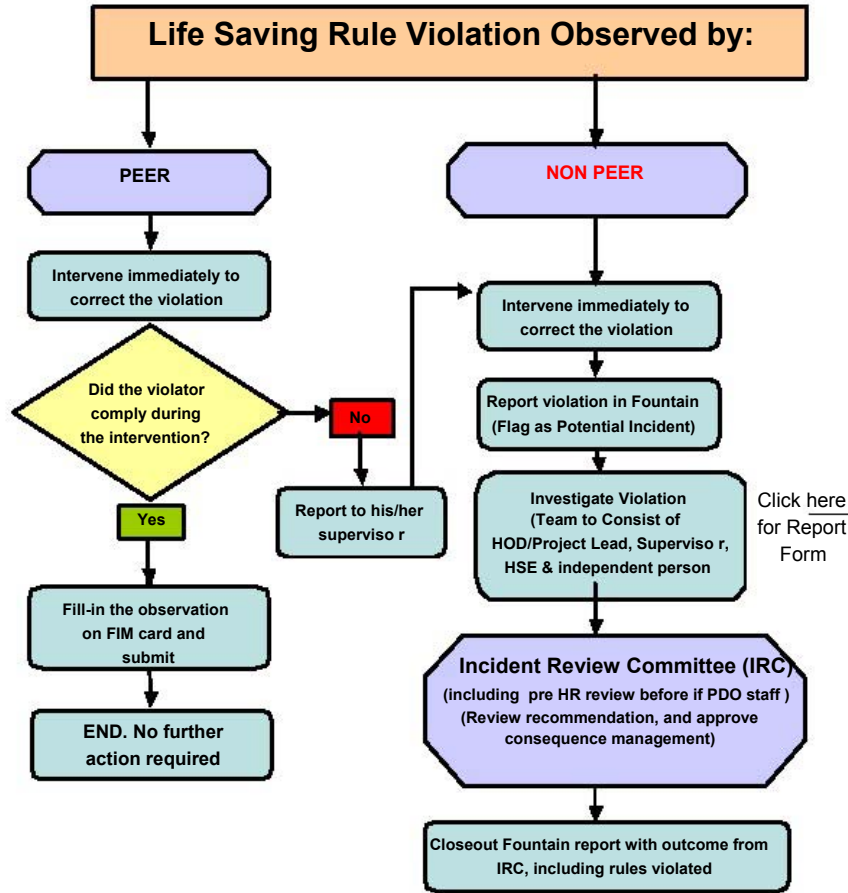 Life Saving Rule Violation Observed by:
PEER
Intervene immediately to
correct the violation
Did the violator
comply during
the intervention?
No
Report to his/her
superviso r
Yes
Fill-in the observation
on FIM card and
submit
END. No further
action required
NON PEER
Intervene immediately to
correct the violation
Report violation in Fountain
(Flag as Potential Incident)
Investigate Violation
(Team to Consist of
HOD/Project Lead, Superviso r,
HSE & independent person
Click here
for Report
Form
Incident Review Committee (IRC)
(including pre HR review before if PDO staff )
(Review recommendation, and approve
consequence management)
Closeout Fountain report with outcome from
IRC, including rules violated